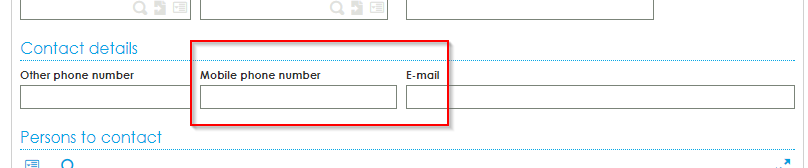 Contact details
Other phone number Mobile phone number E-mail
Persons to contact